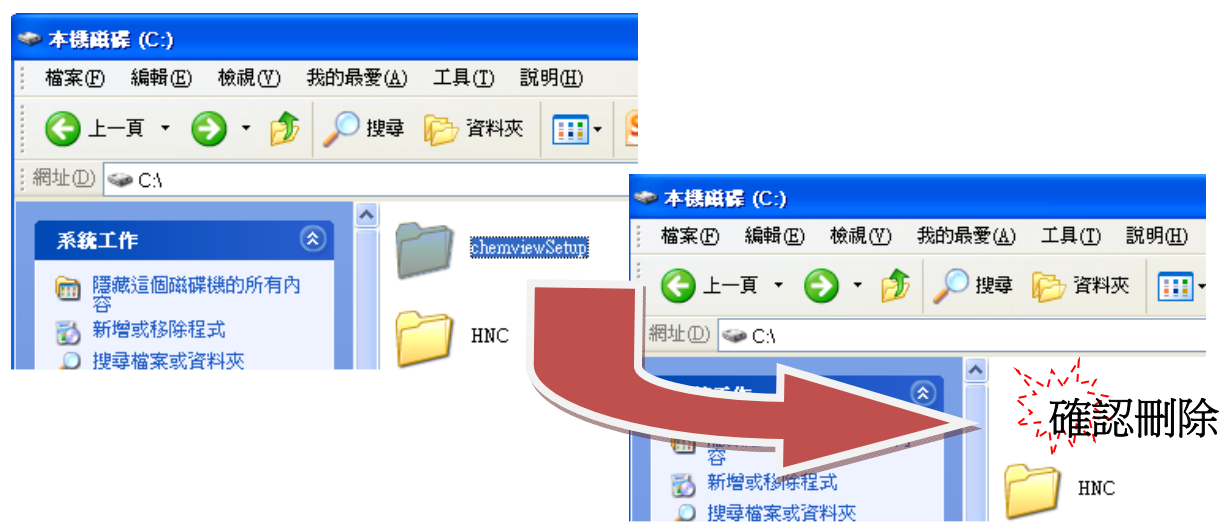 本機磁碟 (C:)
檔案(F) 編輯(E) 檢視(V) 我的最愛(A) 工具(T) 說明(H)
上一頁 搜尋 資料夾
網址(D) C:\
系統工作
隱藏這個磁碟機的所有內
容
新增或移除程式
搜尋檔案或資料夾
chemviewSetup
HNC
本機磁碟 (C:)
檔案(F) 編輯(E) 檢視(V) 我的最愛(A) 工具(T) 說明(H)
上一頁 搜尋 資料夾
網址(D) C:\
容
新增或移除程式
搜尋檔案或資料夾
確認刪除
HNC